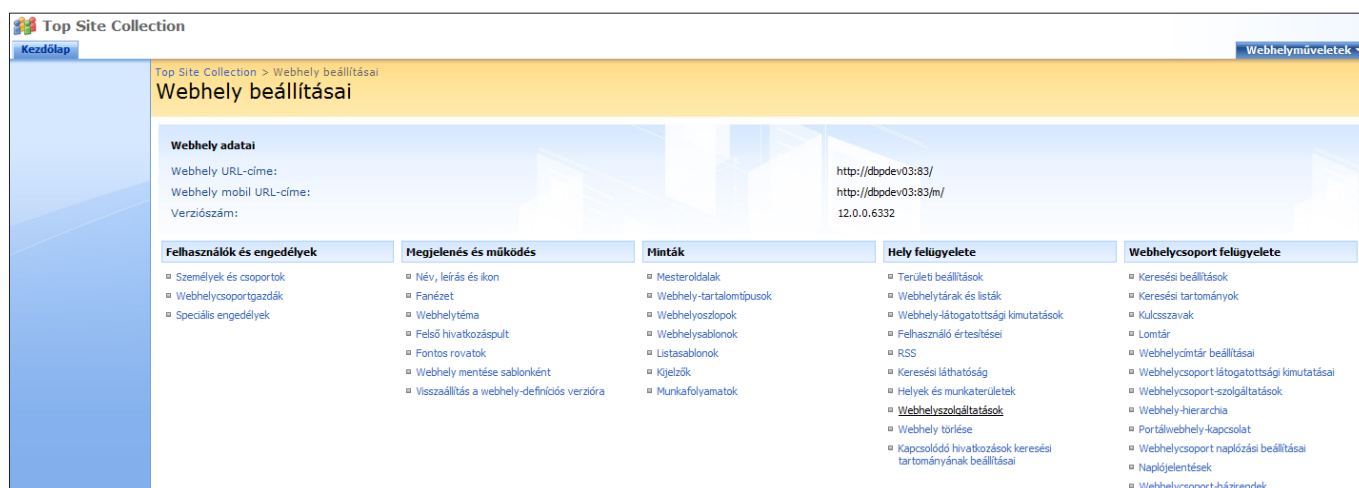 Top Site Collection
Kezdőlap
Webhelyműveletek
Top Site Collection > Webhely beállításai
Webhely beállításai
Webhely adatai
Webhely URL-címe: http://dbpdev03:83/
Webhely mobil URL-címe: http://dbpdev03:83/m/
Verziószám: 12.0.0.6332
Felhasználók és engedélyek
Személyek és csoportok
Webhelycsoportgazdák
Speciális engedélyek
Megjelenés és működés
Név, leírás és ikon
Fanézet
Webhelytéma
Felső hivatkozáspult
Fontos rovatok
Webhely mentése sablonként
Visszaállítás a webhely-definíciós verzióra
Minták
Mesteroldalak
Webhely-tartalomtípusok
Webhelyoszlopok
Webhelysablonok
Listasablonok
Kijelzők
Munkafolyamatok
Hely felügyelete
Területi beállítások
Webhelytárak és listák
Webhely-látogatottsági kimutatások
Felhasználó értesítései
RSS
Keresési láthatóság
Helyek és munkaterületek
Webhelyszolgáltatások
Webhely törlése
Kapcsolódó hivatkozások keresési
tartományának beállításai
Webhelycsoport felügyelete
Keresési beállítások
Keresési tartományok
Kulcsszavak
Lomtár
Webhelycímtár beállításai
Webhelycsoport látogatottsági kimutatásai
Webhelycsoport-szolgáltatások
Webhely-hierarchia
Portálwebhely-kapcsolat
Webhelycsoport naplózási beállításai
Naplójelentések
Webhelycsoport-házirendek